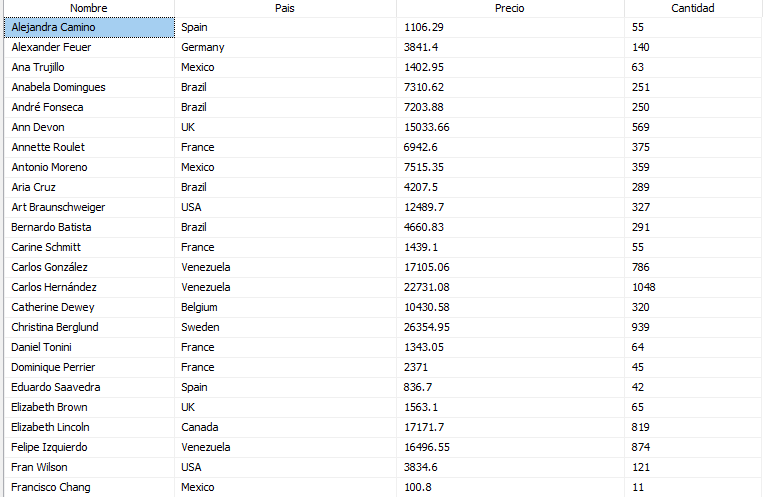 Nombre Pais Precio Cantidad
Alejandra Camino Spain 1106.29 55
Alexander Feuer Germany 3841.4 140
Ana Trujillo Mexico 1402.95 63
Anabela Domingues Brazil 7310.62 251
André Fonseca Brazil 7203.88 250
Ann Devon UK 15033.66 569
Annette Roulet France 6942.6 375
Antonio Moreno Mexico 7515.35 359
Aria Cruz Brazil 4207.5 289
Art Braunschweiger USA 12489.7 327
Bernardo Batista Brazil 4660.83 291
Carine Schmitt France 1439.1 55
Carlos González Venezuela 17105.06 786
Carlos Hernández Venezuela 22731.08 1048
Catherine Dewey Belgium 10430.58 320
Christina Berglund Sweden 26354.95 939
Daniel Tonini France 1343.05 64
Dominique Perrier France 2371 45
Eduardo Saavedra Spain 836.7 42
Elizabeth Brown UK 1563.1 65
Elizabeth Lincoln Canada 17171.7 819
Felipe Izquierdo Venezuela 16496.55 874
Fran Wilson USA 3834.6 121
Francisco Chang Mexico 100.8 11